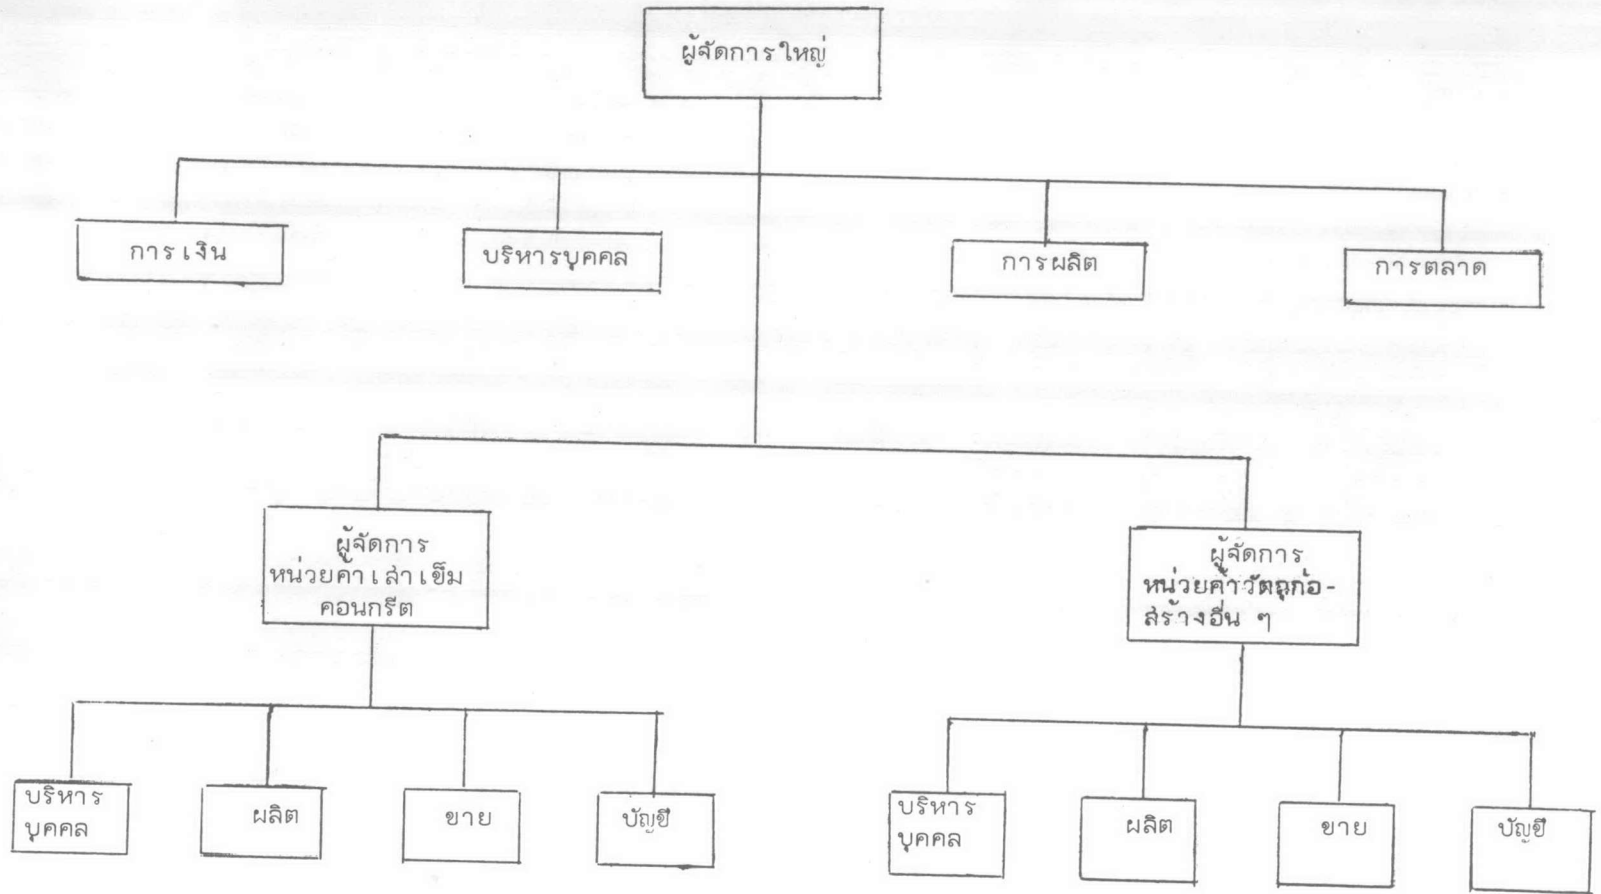 ผู้จัดการใหญ่
การเงิน
บริหารบุคคล
การผลิต
การตลาด
ผู้จัดการ
หน่วยค้าเสาเข็ม
คอนกรีต
ผู้จัดการ
หน่วยค้าวัตถุก่อ-
สร้างอื่น ๆ
บริหาร
บุคคล
ผลิต
ขาย
บัญชี
บริหาร
บุคคล
ผลิต
ขาย
บัญชี